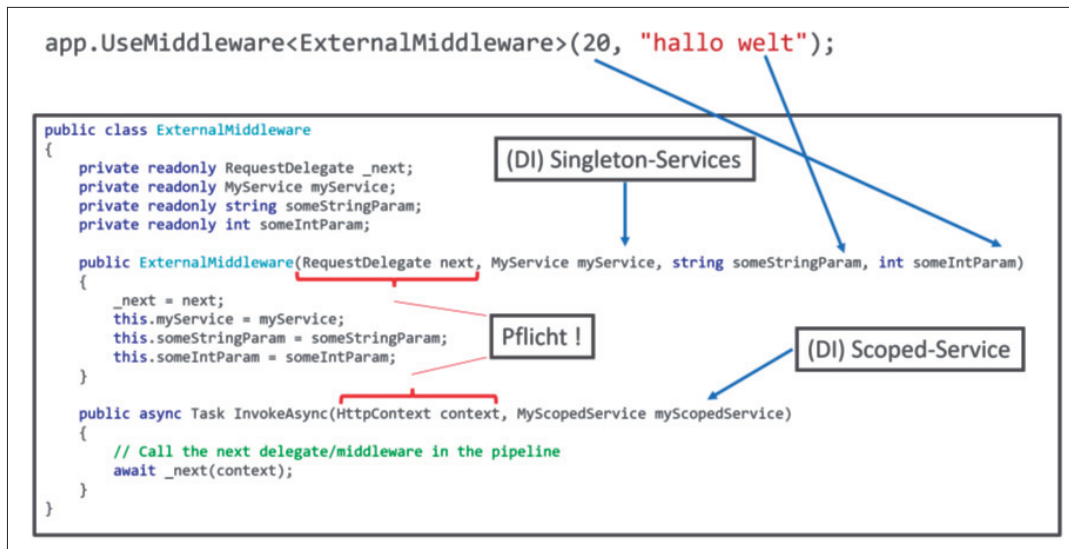 app.UseMiddleware<ExternalMiddleware>(20, "hallo welt");
public class ExternalMiddleware
{
(DI) Singleton-Services
private readonly RequestDelegate _next;
private readonly MyService myService;
private readonly string someStringParam;
private readonly int someIntParam;
public ExternalMiddleware(RequestDelegate next, MyService myService, string someStringParam, int someIntParam)
{
_next = next;
this.myService = myService;
this.someStringParam = someStringParam;
this.someIntParam = someIntParam;
}
Pflicht !
(DI) Scoped-Service
public async Task InvokeAsync(HttpContext context, MyScopedService myScopedService)
{
// Call the next delegate/middleware in the pipeline
await _next(context);
}
}